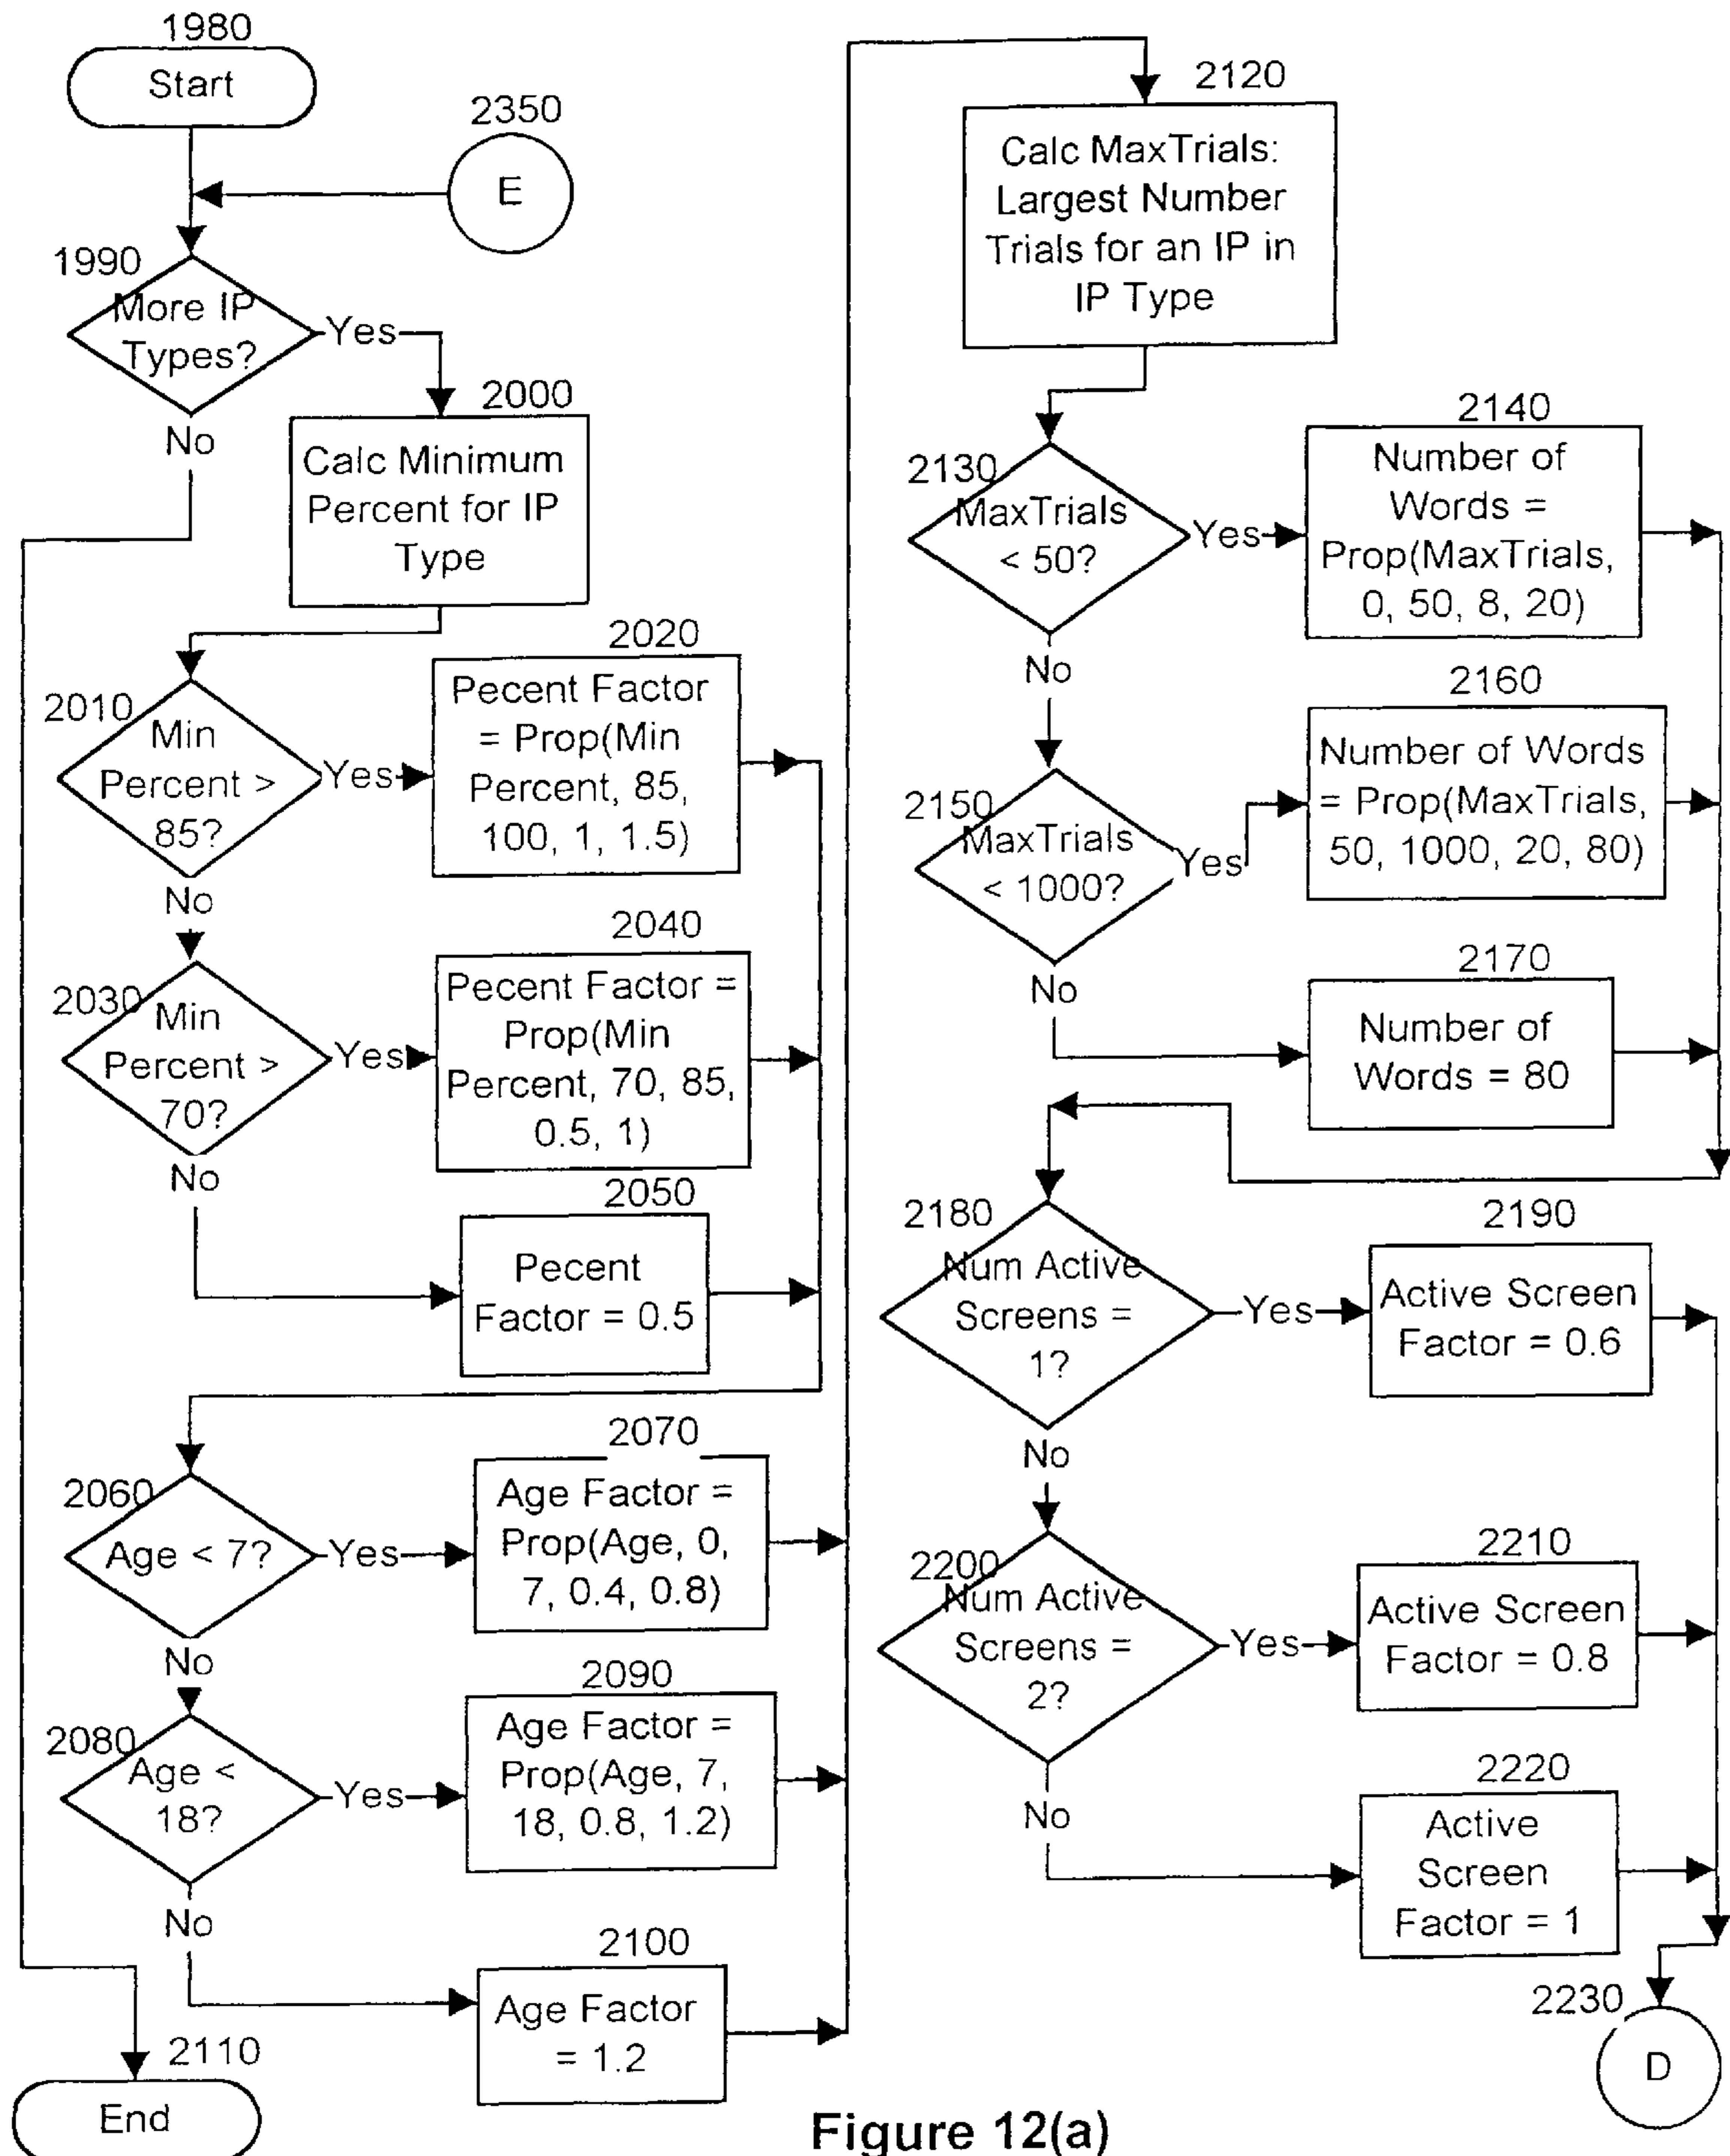 1980
Start
2350
E
1990
More IP
Types?
Yes
No
2000
Calc Minimum
Percent for IP
Type
2010
Min
Percent >
85?
Yes
No
2020
Pecent Factor
= Prop(Min
Percent, 85,
100, 1, 1.5)
2030
Min
Percent >
70?
Yes
No
2040
Pecent Factor =
Prop(Min
Percent, 70, 85,
0.5, 1)
2050
Pecent
Factor = 0.5
2060
Age < 7?
Yes
No
2070
Age Factor =
Prop(Age, 0,
7, 0.4, 0.8)
2080
Age <
18?
Yes
No
2090
Age Factor =
Prop(Age, 7,
18, 0.8, 1.2)
2100
Age Factor
= 1.2
2110
End
2120
Calc MaxTrials:
Largest Number
Trials for an IP in
IP Type
2130
MaxTrials
< 50?
Yes
No
2140
Number of
Words =
Prop(MaxTrials,
0, 50, 8, 20)
2150
MaxTrials
< 1000?
Yes
No
2160
Number of Words
= Prop(MaxTrials,
50, 1000, 20, 80)
2170
Number of
Words = 80
2180
Num Active
Screens =
1?
Yes
No
2190
Active Screen
Factor = 0.6
2200
Num Active
Screens =
2?
Yes
No
2210
Active Screen
Factor = 0.8
2220
Active
Screen
Factor = 1
2230
D
Figure 12(a)